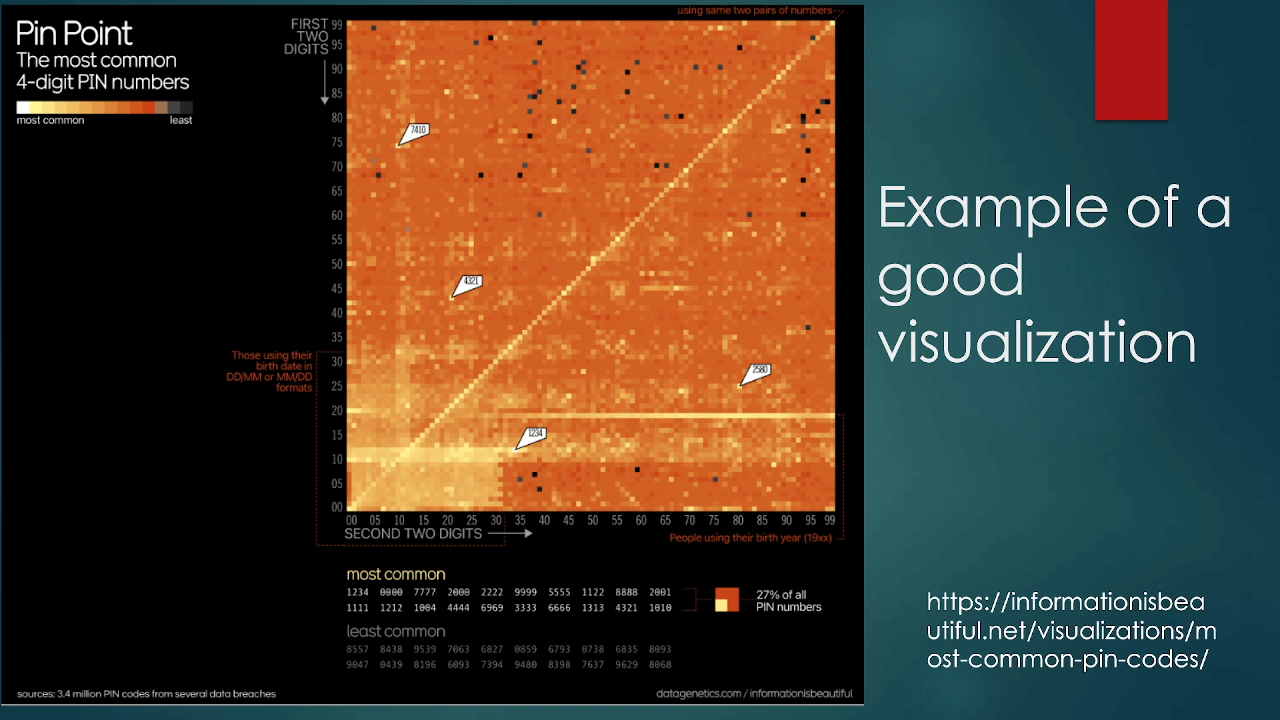 Pin Point
The most common
4-digit PIN numbers
most common least
using same two pairs of numbers
FIRST
TWO
DIGITS
99
95
90
85
80
75
70
65
60
55
50
45
40
35
30
25
20
15
10
05
00
7410
4321
2580
1234
Those using their
birth date in
DD/MM or MM/DD
formats
00 05 10 15 20 25 30 35 40 45 50 55 60 65 70 75 80 85 90 95 99
SECOND TWO DIGITS
People using their birth year (19xx)
most common
1234 0000 7777 2000 2222 9999 5555 1122 8888 2001
1111 1212 1004 4444 6969 3333 6666 1313 4321 1010
27% of all
PIN numbers
least common
8557 8438 9539 7063 6827 0859 6793 0738 6835 8093
9047 0439 8196 6093 7394 9480 8398 7637 9629 8068
sources: 3.4 million PIN codes from several data breaches
datagenetics.com / informationisbeautiful
Example of a
good
visualization
https://informationisbea
utiful.net/visualizations/m
ost-common-pin-codes/